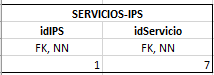 SERVICIOS-IPS
idIPS idServicio
FK, NN FK, NN
1 7